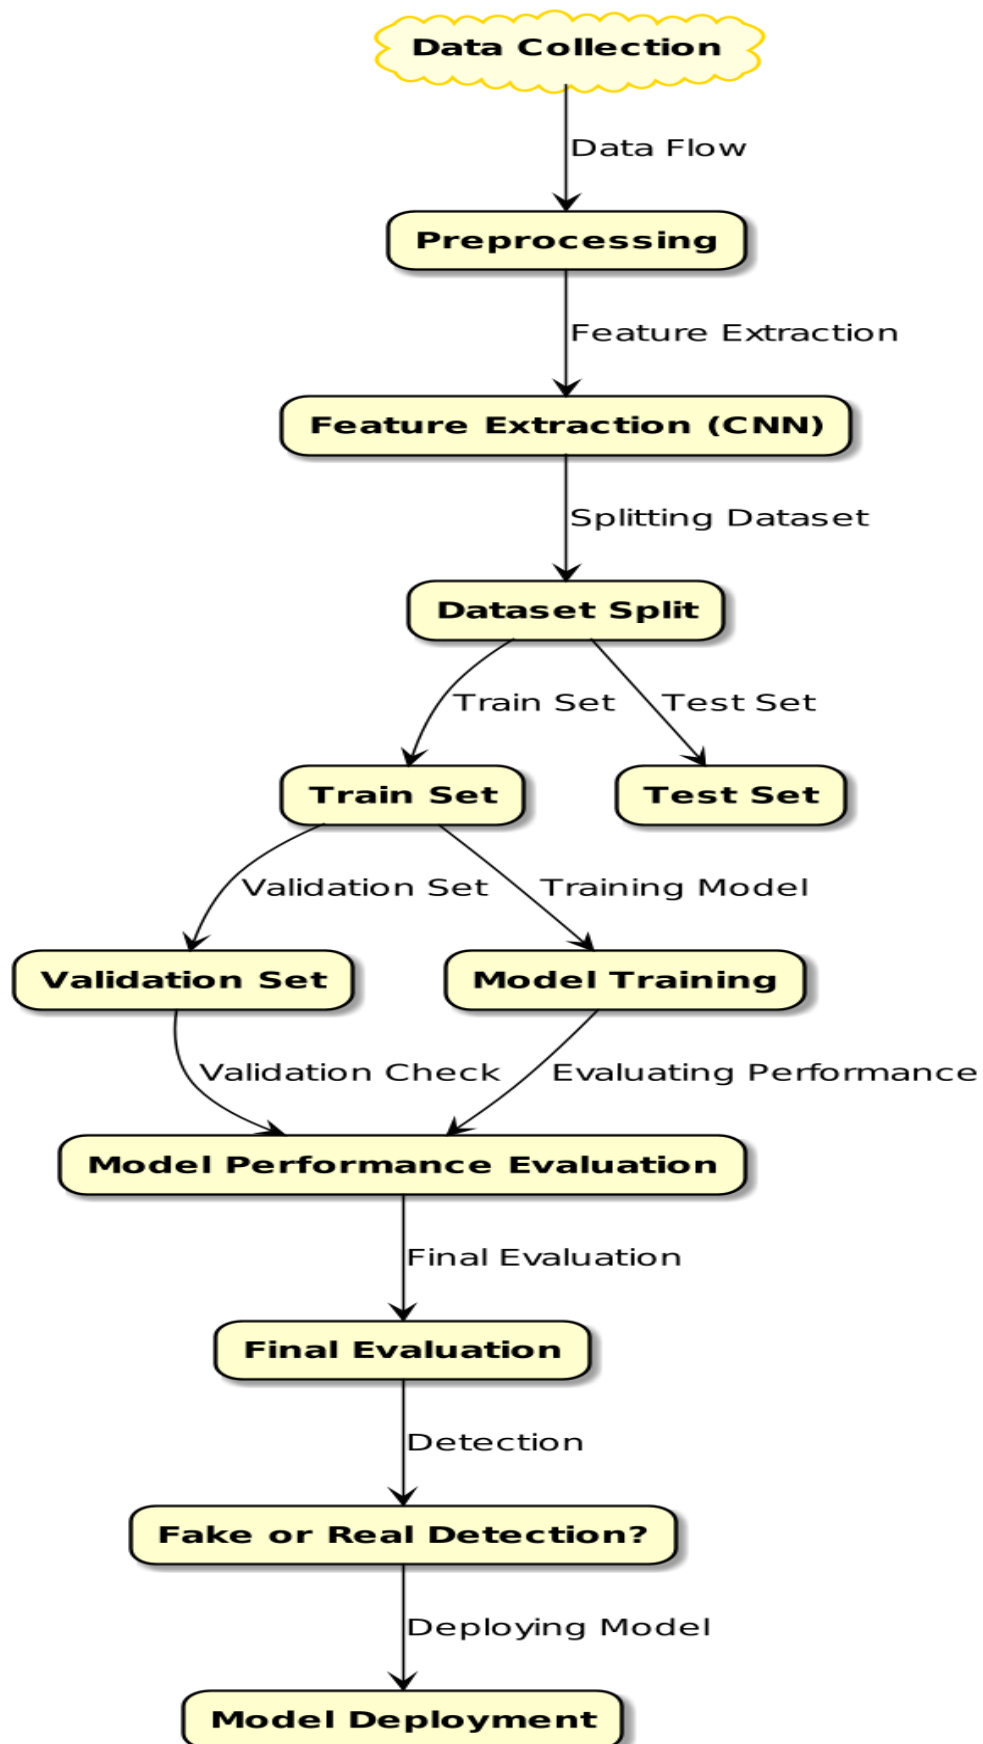 Data Collection
Data Flow
Preprocessing
Feature Extraction
Feature Extraction (CNN)
Splitting Dataset
Dataset Split
Train Set
Test Set
Train Set
Test Set
Validation Set
Training Model
Validation Set
Model Training
Validation Check
Evaluating Performance
Model Performance Evaluation
Final Evaluation
Final Evaluation
Detection
Fake or Real Detection?
Deploying Model
Model Deployment